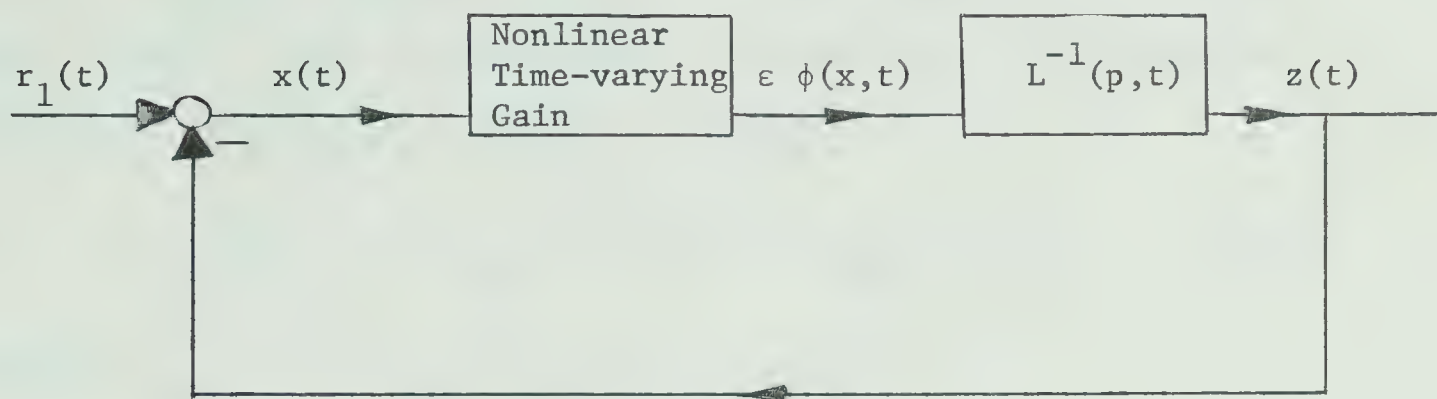 r₁(t)
x(t)
Nonlinear
Time-varying
Gain
ε φ(x,t)
L⁻¹(p,t)
z(t)
−